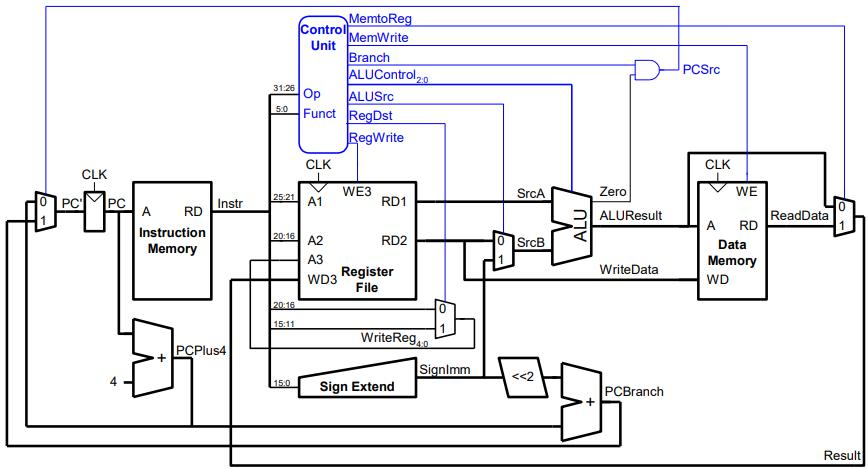 MemtoReg
Control
Unit
MemWrite
Branch
PCSrc
ALUControl2:0
31:26
Op
ALUSrc
5:0
Funct
RegDst
RegWrite
CLK
CLK
CLK
0
1
PC'
PC
A
RD
Instr
Instruction
Memory
25:21
A1
WE3
RD1
SrcA
Zero
WE
0
1
20:16
A2
RD2
0
1
SrcB
ALU
ALUResult
A
RD
ReadData
Data
Memory
A3
WD3
Register
File
WriteData
WD
20:16
0
15:11
1
WriteReg4:0
PCPlus4
+
4
SignImm
15:0
Sign Extend
<<2
+
PCBranch
Result